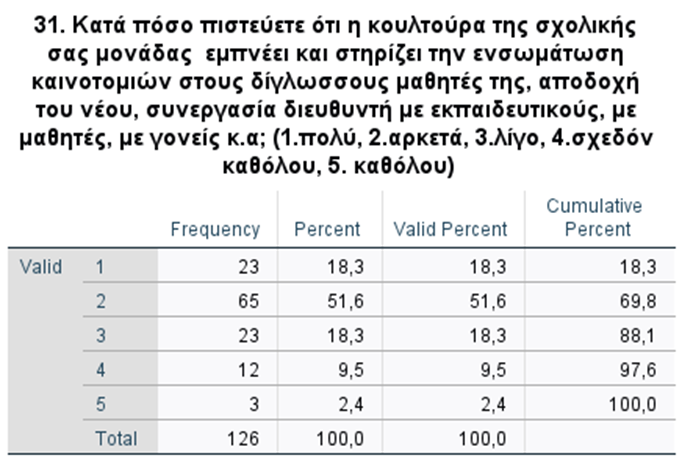 31. Κατά πόσο πιστεύετε ότι η κουλτούρα της σχολικής
σας μονάδας εμπνέει και στηρίζει την ενσωμάτωση
καινοτομιών στους δίγλωσσους μαθητές της, αποδοχή
του νέου, συνεργασία διευθυντή με εκπαιδευτικούς, με
μαθητές, με γονείς κ.α; (1.πολύ, 2.αρκετά, 3.λίγο, 4.σχεδόν
καθόλου, 5. καθόλου)
Frequency Percent Valid Percent Cumulative Percent
Valid 1 23 18,3 18,3 18,3
2 65 51,6 51,6 69,8
3 23 18,3 18,3 88,1
4 12 9,5 9,5 97,6
5 3 2,4 2,4 100,0
Total 126 100,0 100,0